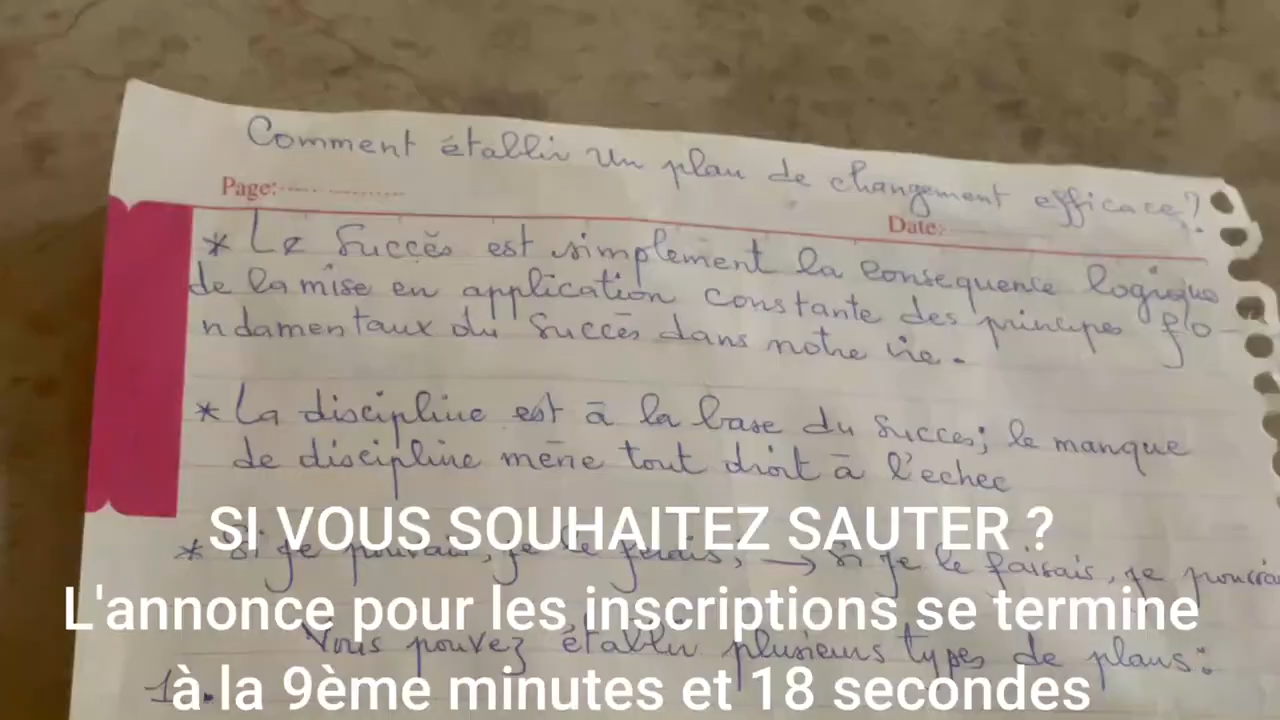 Comment établir un plan de changement efficace?
Page:
Date:
* Le Succès est simplement la consequence logique
de la mise en application constante des principes fo-
ndamentaux du Succès dans notre vie.
* La discipline est à la base du Succes; le manque
de discipline mène tout droit à l'echec
SI VOUS SOUHAITEZ SAUTER ?
* Si je pouvais, je le ferais; → Si je le faisais, je pourrai
L'annonce pour les inscriptions se termine
Vous pouvez établir plusieurs types de plans:
à la 9ème minutes et 18 secondes
1.